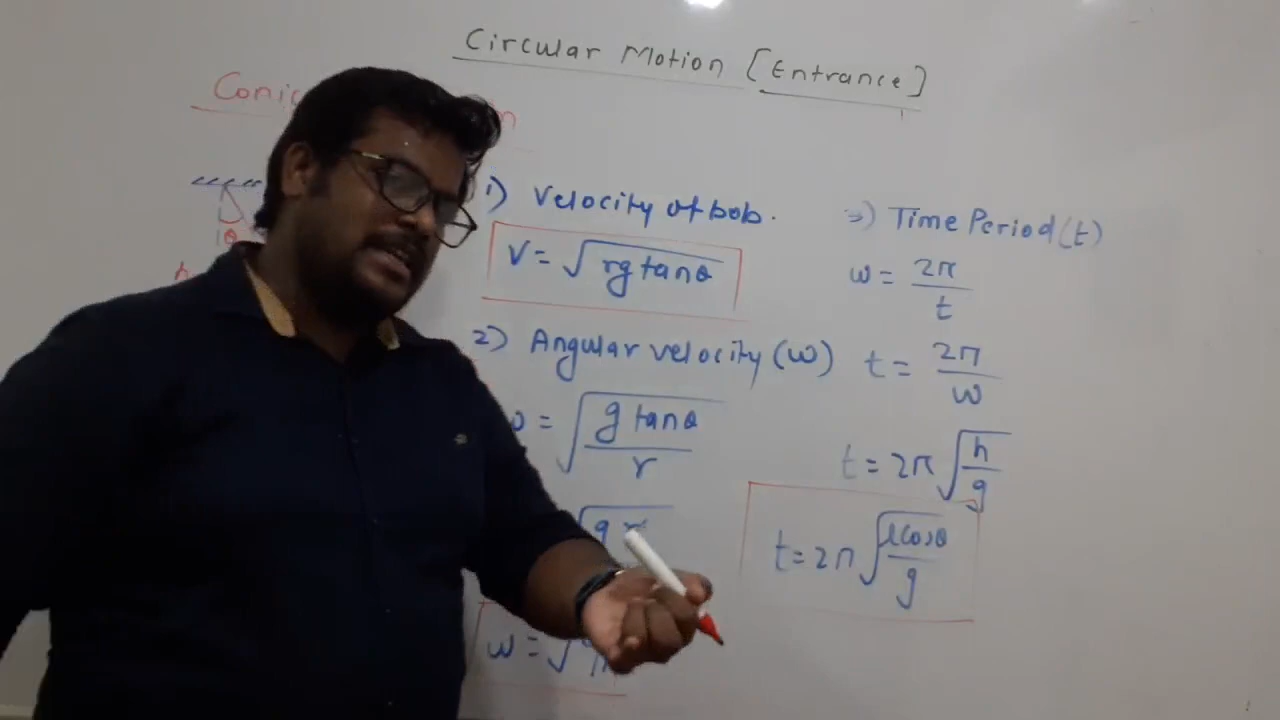 Circular Motion [Entrance]
Conic
n
θ
h
1) Velocity of bob.
V = √rg tanθ
2) Angular velocity (ω)
= √g tanθ / r
ω = √
⇒) Time Period (t)
ω = 2π / t
t = 2π / ω
t = 2π √h / g
t = 2π √l cosθ / g